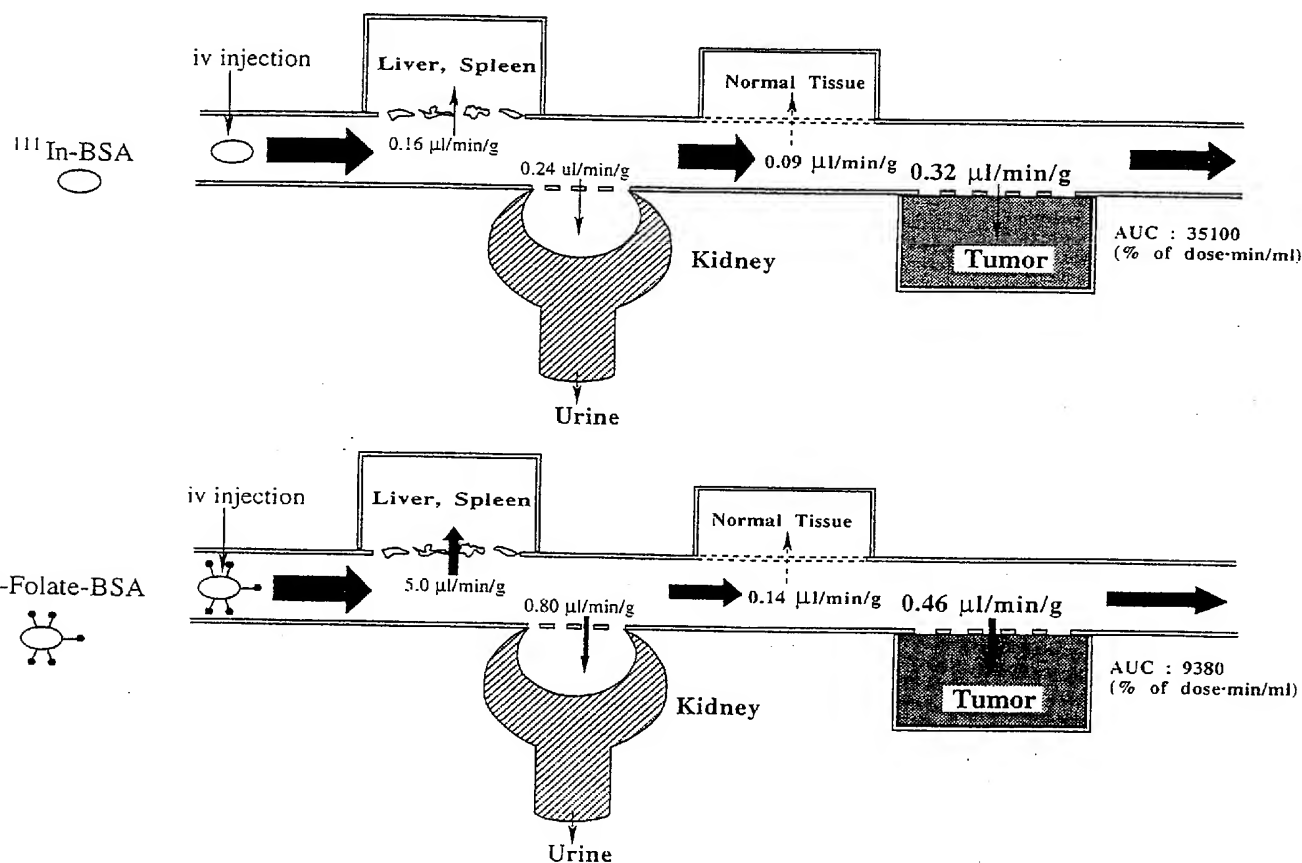 iv injection
Liver, Spleen
Normal Tissue
¹¹¹In-BSA
0.16 µl/min/g
0.24 ul/min/g
0.09 µl/min/g
0.32 µl/min/g
Kidney
Tumor
AUC : 35100
(% of dose·min/ml)
Urine
iv injection
Liver, Spleen
Normal Tissue
-Folate-BSA
5.0 µl/min/g
0.80 µl/min/g
0.14 µl/min/g
0.46 µl/min/g
Kidney
Tumor
AUC : 9380
(% of dose·min/ml)
Urine